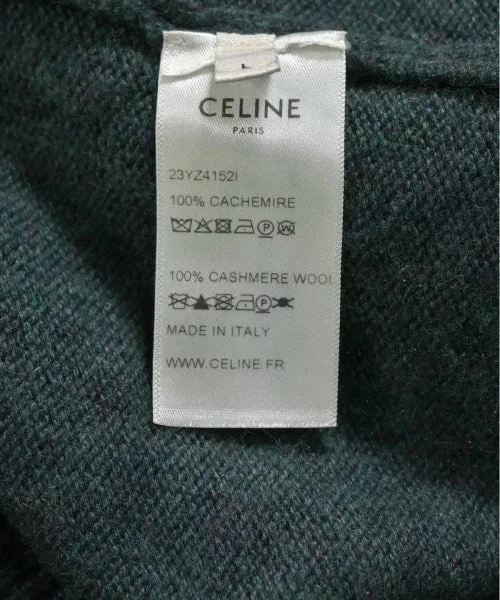 L
CELINE
PARIS
23YZ4152I
100% CACHEMIRE
100% CASHMERE WOOL
MADE IN ITALY
WWW.CELINE.FR